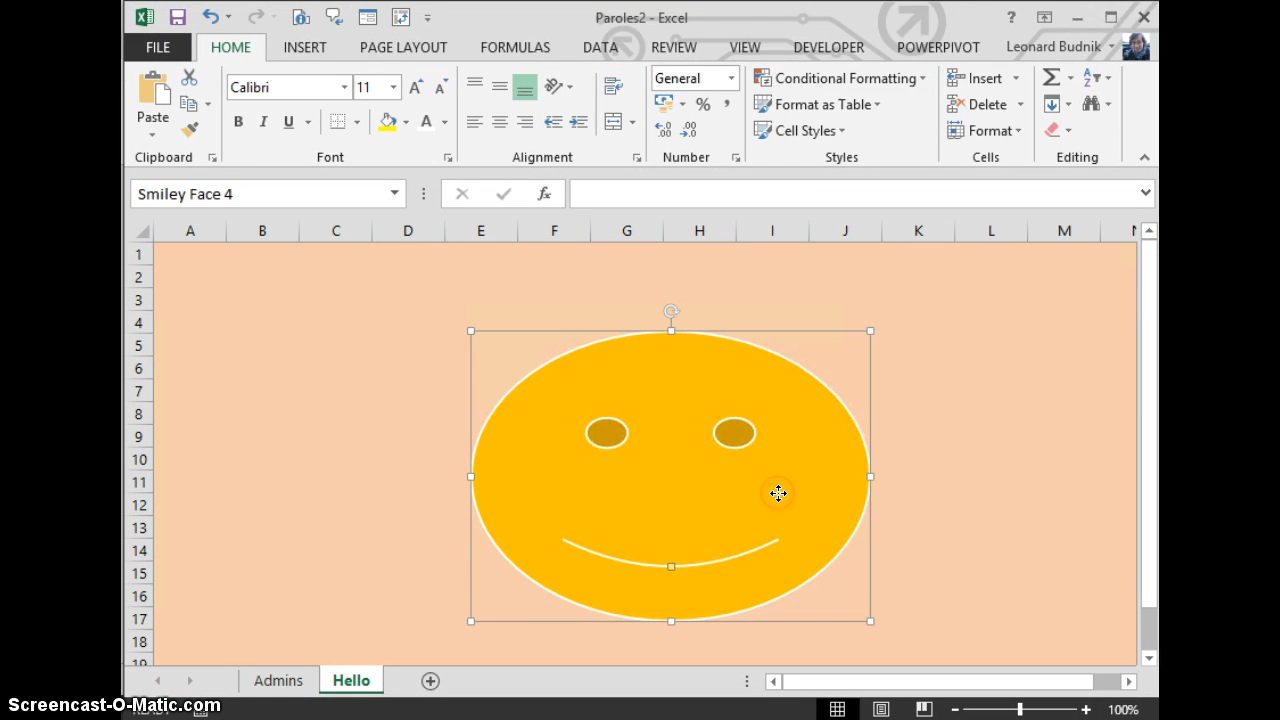 Paroles2 - Excel
?
FILE HOME INSERT PAGE LAYOUT FORMULAS DATA REVIEW VIEW DEVELOPER POWERPIVOT Leonard Budnik
Paste
Calibri 11
B I U A
General
% ,
Conditional Formatting
Format as Table
Cell Styles
Insert
Delete
Format
Clipboard Font Alignment Number Styles Cells Editing
Smiley Face 4 fx
A B C D E F G H I J K L M N
1
2
3
4
5
6
7
8
9
10
11
12
13
14
15
16
17
18
19
Admins Hello
Screencast-O-Matic.com
READY
100%